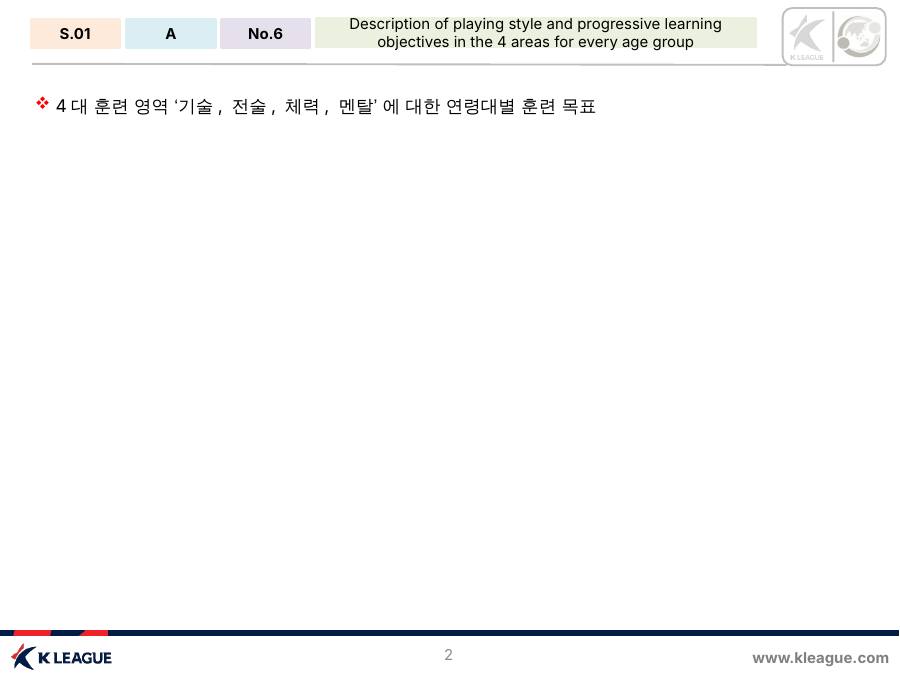 S.01
A
No.6
Description of playing style and progressive learning
objectives in the 4 areas for every age group
K LEAGUE
4 대 훈련 영역 ‘기술 , 전술 , 체력 , 멘탈’ 에 대한 연령대별 훈련 목표
K LEAGUE
2
www.kleague.com